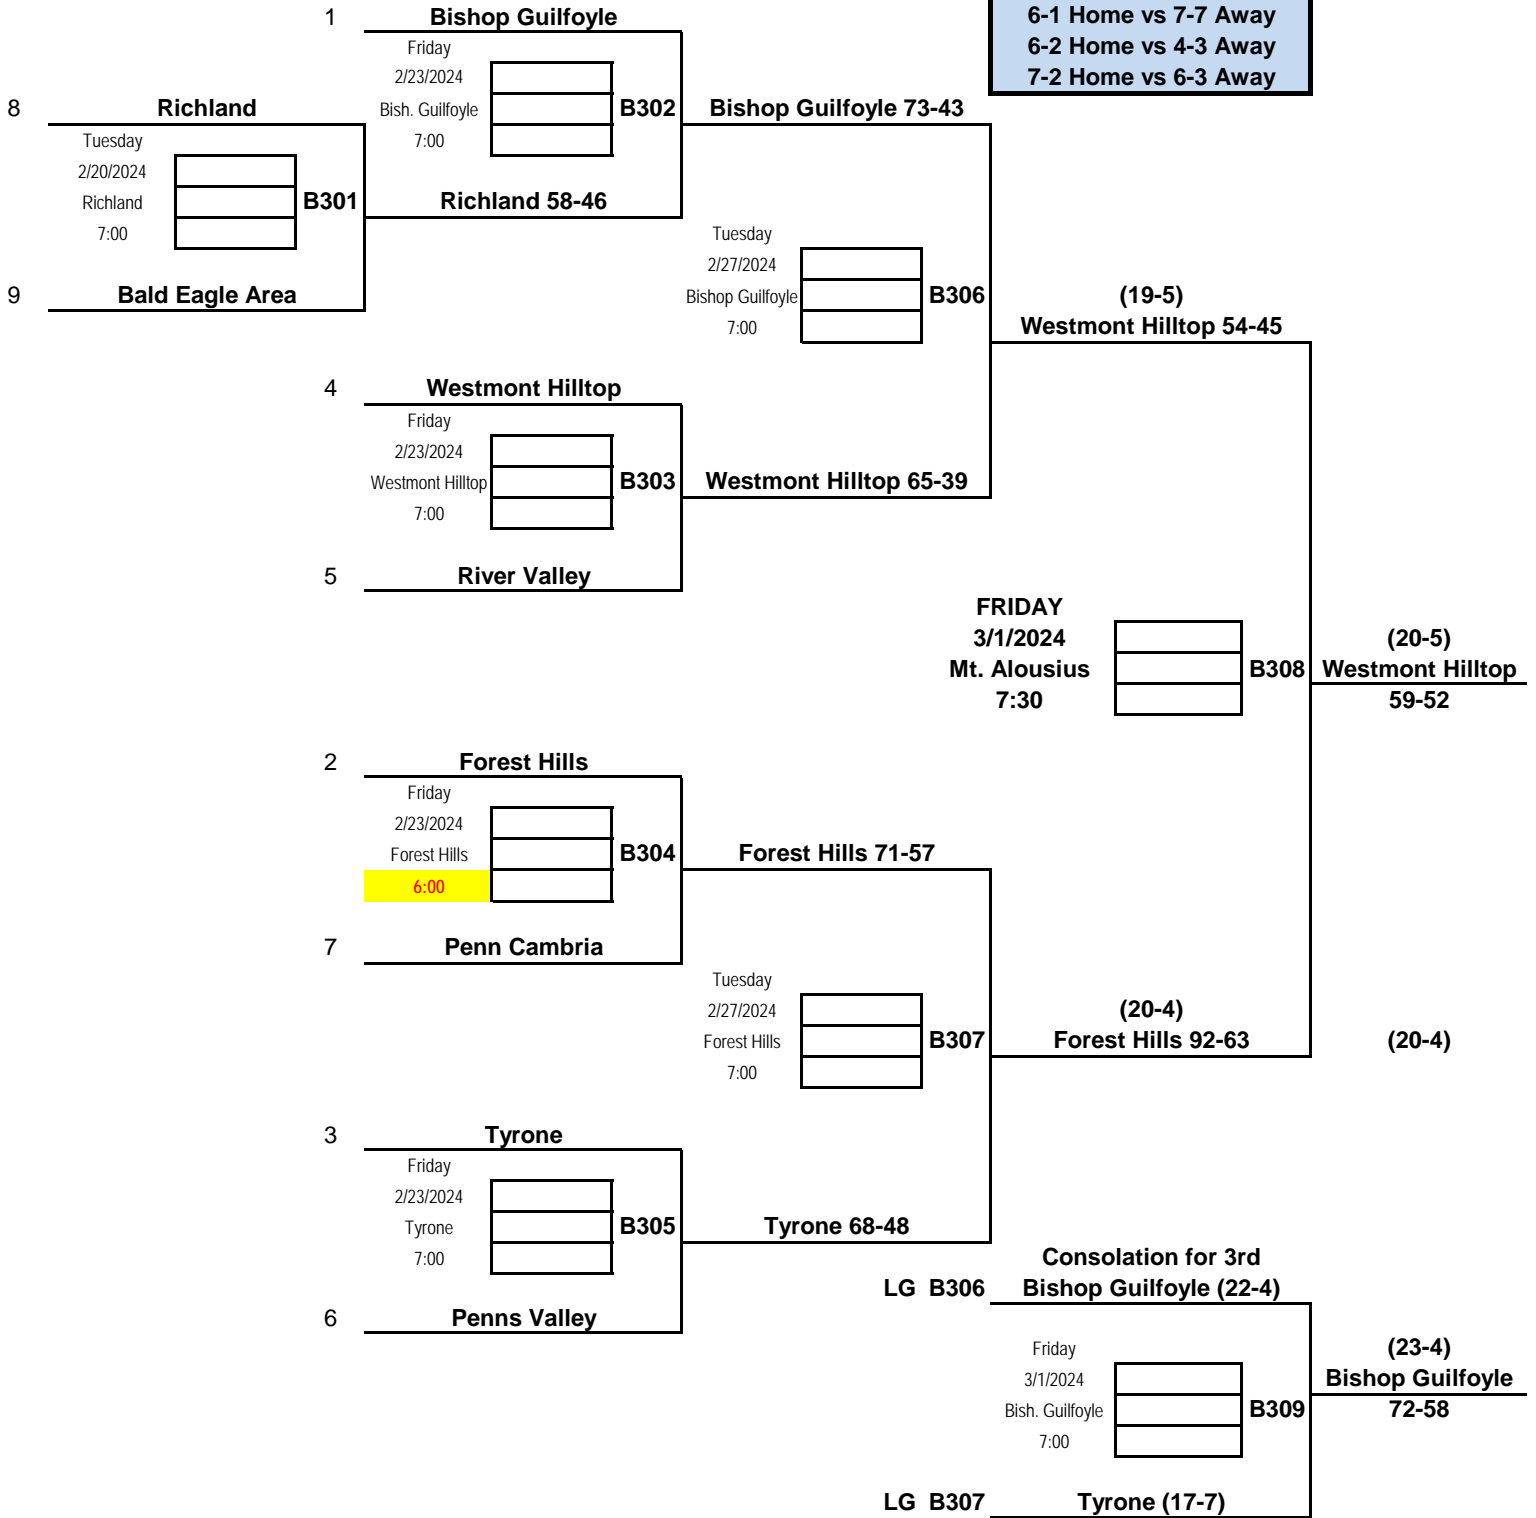 1 Bishop Guilfoyle
6-1 Home vs 7-7 Away
6-2 Home vs 4-3 Away
7-2 Home vs 6-3 Away
Friday
2/23/2024
Bish. Guilfoyle
7:00
B302
Bishop Guilfoyle 73-43
8 Richland
Tuesday
2/20/2024
Richland
7:00
B301
Richland 58-46
9 Bald Eagle Area
Tuesday
2/27/2024
Bishop Guilfoyle
7:00
B306
(19-5)
Westmont Hilltop 54-45
4 Westmont Hilltop
Friday
2/23/2024
Westmont Hilltop
7:00
B303
Westmont Hilltop 65-39
5 River Valley
FRIDAY
3/1/2024
Mt. Alousius
7:30
B308
(20-5)
Westmont Hilltop
59-52
2 Forest Hills
Friday
2/23/2024
Forest Hills
6:00
B304
Forest Hills 71-57
7 Penn Cambria
Tuesday
2/27/2024
Forest Hills
7:00
B307
(20-4)
Forest Hills 92-63
(20-4)
3 Tyrone
Friday
2/23/2024
Tyrone
7:00
B305
Tyrone 68-48
6 Penns Valley
Consolation for 3rd
LG B306 Bishop Guilfoyle (22-4)
Friday
3/1/2024
Bish. Guilfoyle
7:00
B309
(23-4)
Bishop Guilfoyle
72-58
LG B307 Tyrone (17-7)